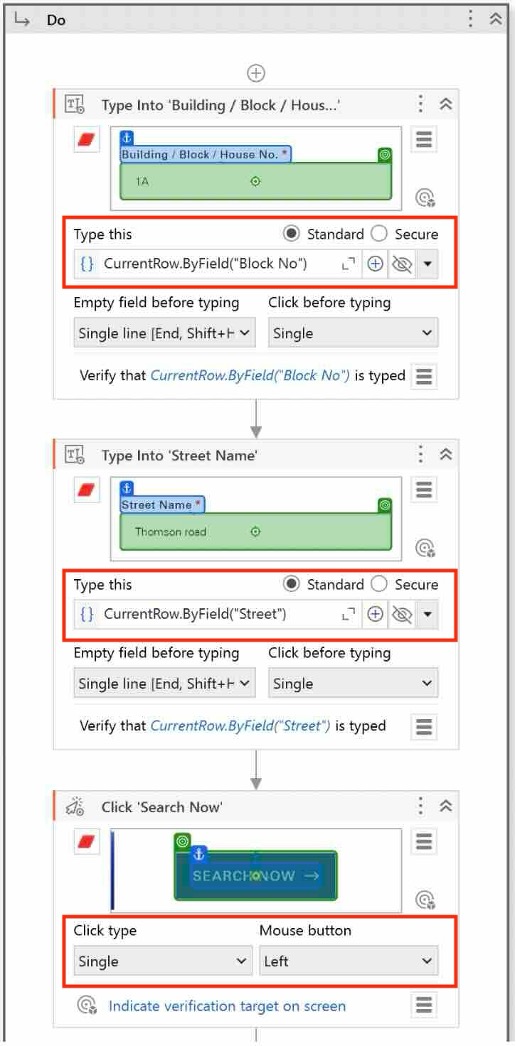 Do
Type Into 'Building / Block / Hous...'
Building / Block / House No. *
1A
Type this
Standard
Secure
{} CurrentRow.ByField("Block No")
Empty field before typing
Click before typing
Single line [End, Shift+H
Single
Verify that CurrentRow.ByField("Block No") is typed
Type Into 'Street Name'
Street Name *
Thomson road
Type this
Standard
Secure
{} CurrentRow.ByField("Street")
Empty field before typing
Click before typing
Single line [End, Shift+H
Single
Verify that CurrentRow.ByField("Street") is typed
Click 'Search Now'
SEARCH NOW →
Click type
Mouse button
Single
Left
Indicate verification target on screen